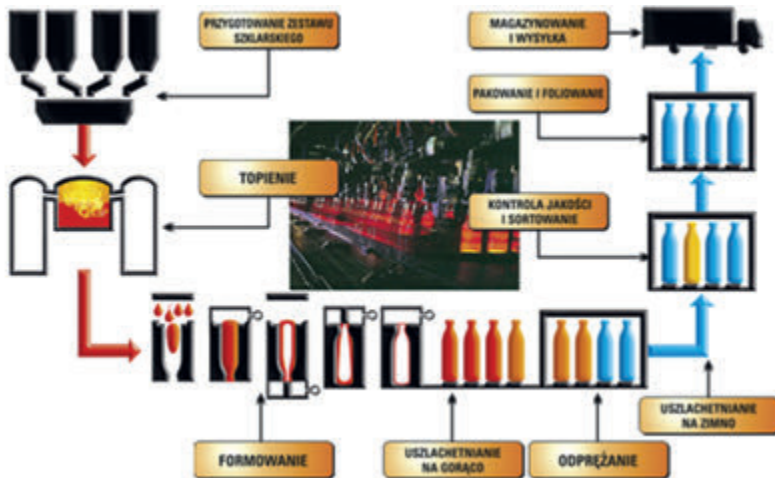 PRZYGOTOWANIE ZESTAWU
SZKLARSKIEGO
TOPIENIE
FORMOWANIE
USZLACHETNIANIE
NA GORĄCO
ODPRĘŻANIE
USZLACHETNIANIE
NA ZIMNO
KONTROLA JAKOŚCI
I SORTOWANIE
PAKOWANIE I FOLIOWANIE
MAGAZYNOWANIE
I WYSYŁKA